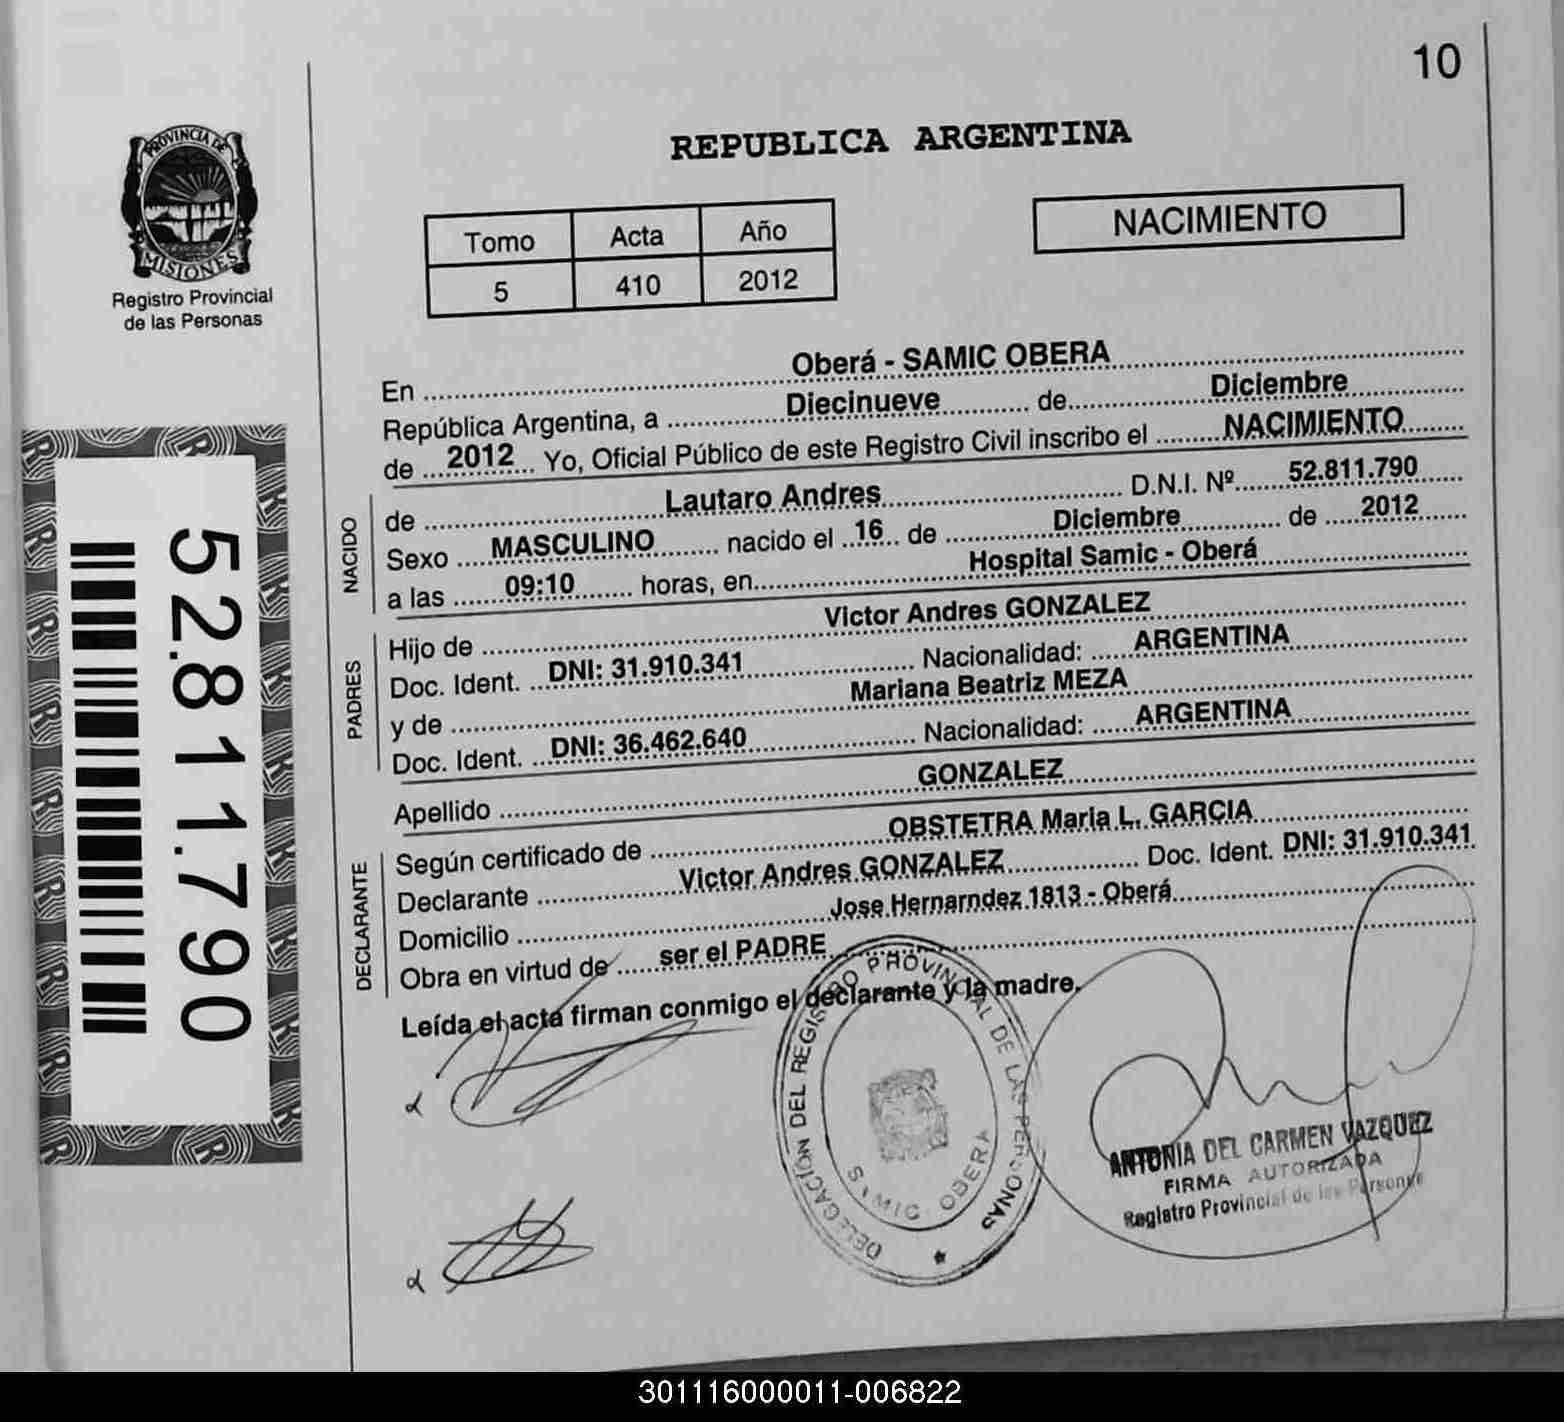 10
PROVINCIA DE
MISIONES
Registro Provincial
de las Personas
REPUBLICA ARGENTINA
Tomo Acta Año
5 410 2012
NACIMIENTO
En Oberá - SAMIC OBERA
República Argentina, a Diecinueve de Diciembre
de 2012 Yo, Oficial Público de este Registro Civil inscribo el NACIMIENTO
NACIDO
de Lautaro Andres D.N.I. Nº 52.811.790
Sexo MASCULINO nacido el 16 de Diciembre de 2012
a las 09:10 horas, en Hospital Samic - Oberá
PADRES
Hijo de Victor Andres GONZALEZ
Doc. Ident. DNI: 31.910.341 Nacionalidad: ARGENTINA
y de Mariana Beatriz MEZA
Doc. Ident. DNI: 36.462.640 Nacionalidad: ARGENTINA
Apellido GONZALEZ
DECLARANTE
Según certificado de OBSTETRA Maria L. GARCIA
Declarante Victor Andres GONZALEZ Doc. Ident. DNI: 31.910.341
Domicilio Jose Hernarndez 1813 - Oberá
Obra en virtud de ser el PADRE
Leída el acta firman conmigo el declarante y la madre.
52.811.790
DELEGACIÓN DEL REGISTRO PROVINCIAL DE LAS PERSONAS
SAMIC OBERA
ANTONIA DEL CARMEN VAZQUEZ
FIRMA AUTORIZADA
Registro Provincial de las Personas
301116000011-006822